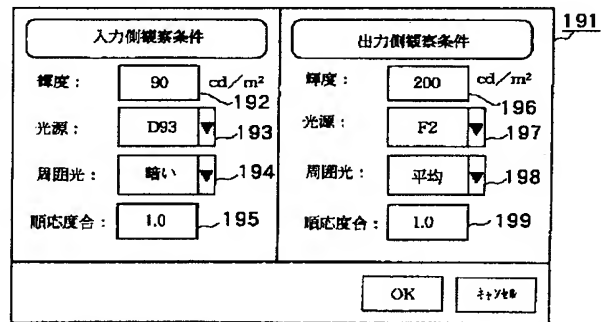 191
入力側観察条件
輝度： 90 cd/m² 192
光源： D93 193
周囲光： 暗い 194
順応度合： 1.0 195
出力側観察条件
輝度： 200 cd/m² 196
光源： F2 197
周囲光： 平均 198
順応度合： 1.0 199
OK キャンセル